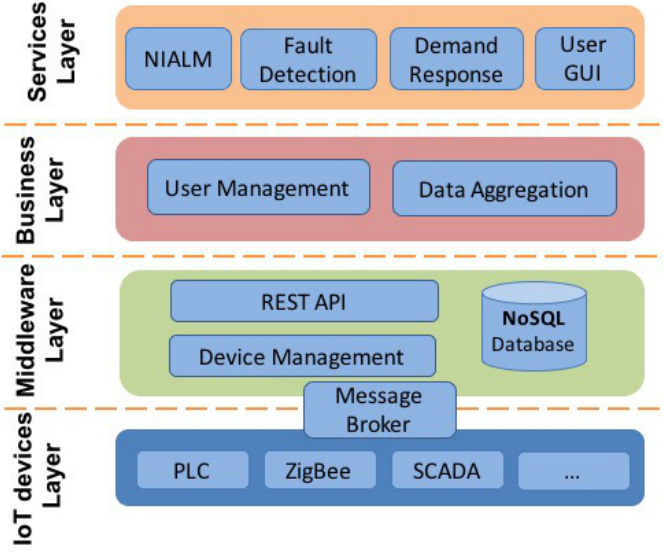 Services
Layer
NIALM
Fault
Detection
Demand
Response
User
GUI
Business
Layer
User Management
Data Aggregation
Middleware
Layer
REST API
Device Management
NoSQL
Database
Message
Broker
IoT devices
Layer
PLC
ZigBee
SCADA
...